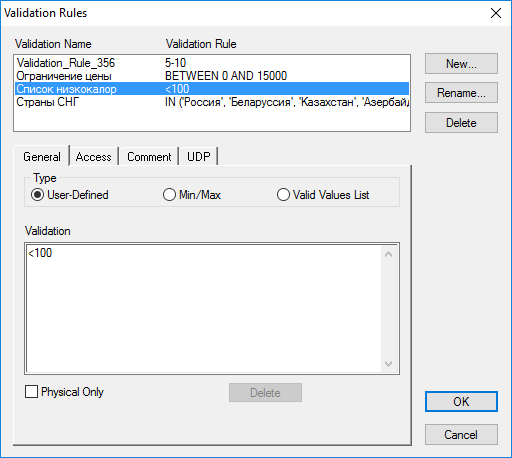 Validation Rules
Validation Name Validation Rule
Validation_Rule_356 5-10
Ограничение цены BETWEEN 0 AND 15000
Список низкокалор <100
Страны СНГ IN ('Россия', 'Беларуссия', 'Казахстан', 'Азербайд
New...
Rename...
Delete
General Access Comment UDP
Type
User-Defined Min/Max Valid Values List
Validation
<100
Physical Only Delete
OK
Cancel